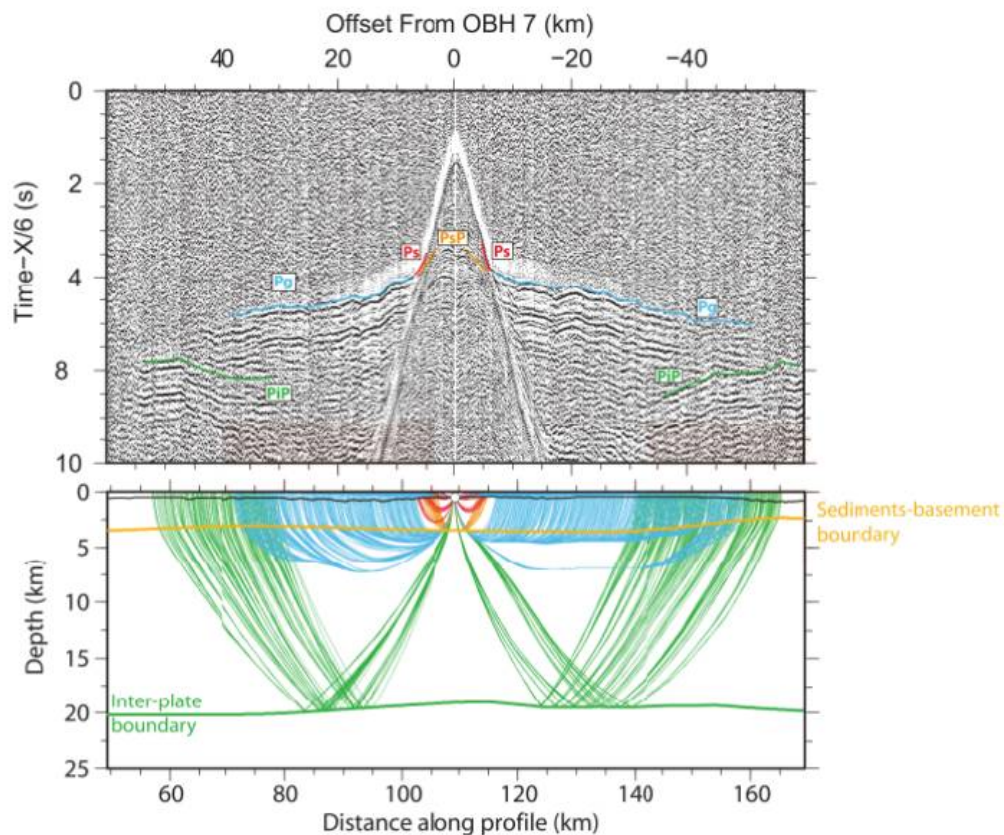 Offset From OBH 7 (km)
40 20 0 −20 −40
Time−X/6 (s)
0
2
4
6
8
10
Ps PsP Ps
Pg Pg
PiP PiP
Depth (km)
0
5
10
15
20
25
Sediments-basement
bourdary
Inter-plate
boundary
60 80 100 120 140 160
Distance along profile (km)